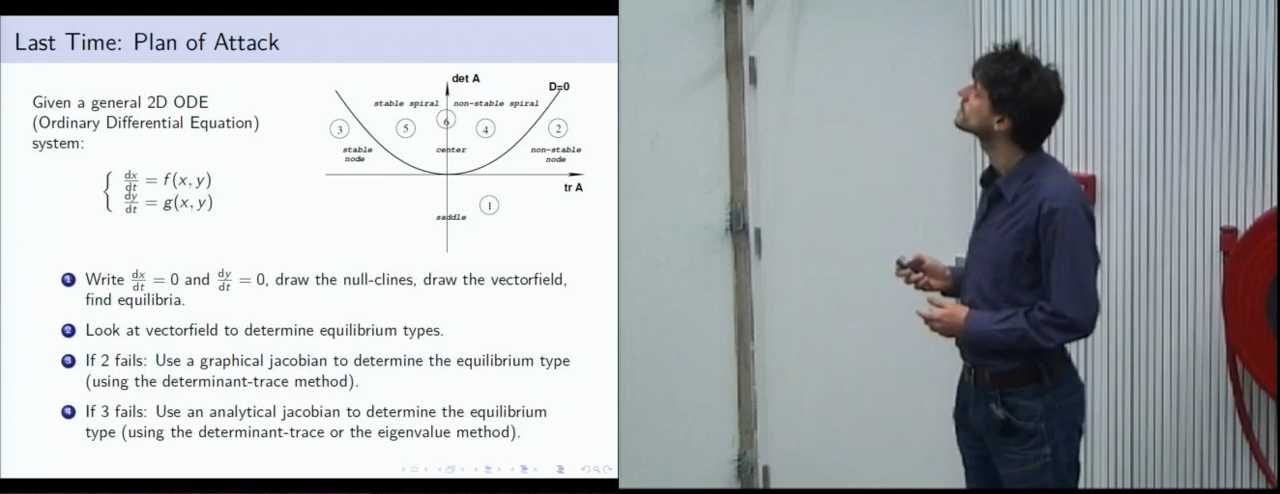 Last Time: Plan of Attack
Given a general 2D ODE
(Ordinary Differential Equation)
system:
{ dx/dt = f(x, y)
dy/dt = g(x, y)
det A
D=0
stable spiral
non-stable spiral
3
5
6
4
2
stable
node
center
non-stable
node
tr A
1
saddle
1 Write dx/dt = 0 and dy/dt = 0, draw the null-clines, draw the vectorfield,
find equilibria.
2 Look at vectorfield to determine equilibrium types.
3 If 2 fails: Use a graphical jacobian to determine the equilibrium type
(using the determinant-trace method).
4 If 3 fails: Use an analytical jacobian to determine the equilibrium
type (using the determinant-trace or the eigenvalue method).